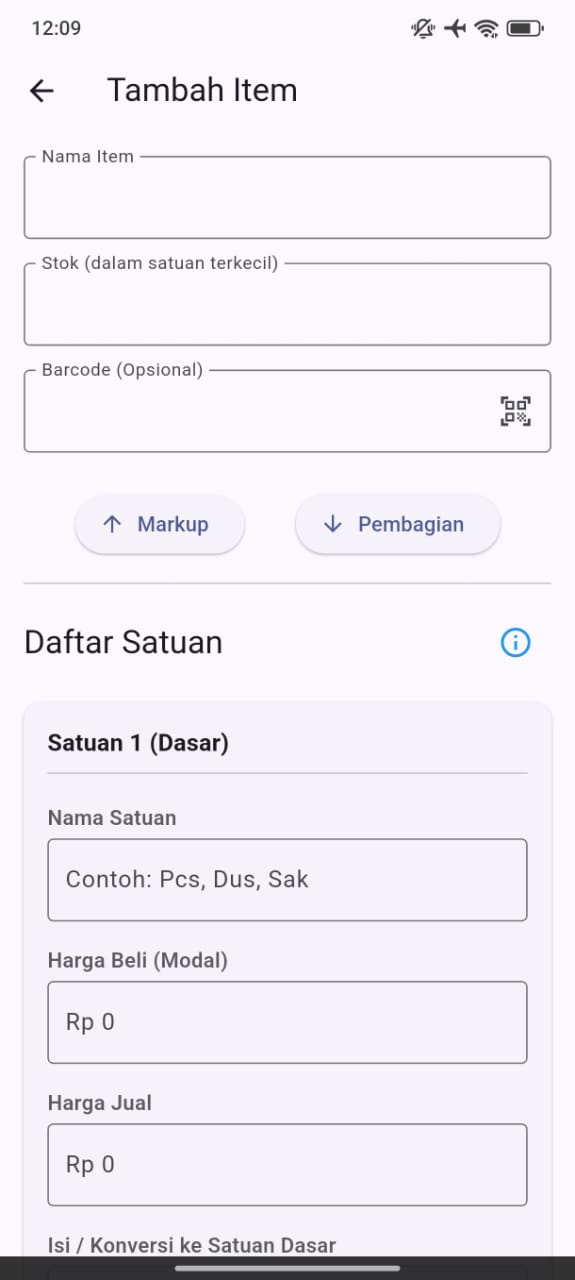 12:09
Tambah Item
Nama Item
Stok (dalam satuan terkecil)
Barcode (Opsional)
Markup
Pembagian
Daftar Satuan
Satuan 1 (Dasar)
Nama Satuan
Contoh: Pcs, Dus, Sak
Harga Beli (Modal)
Rp 0
Harga Jual
Rp 0
Isi / Konversi ke Satuan Dasar